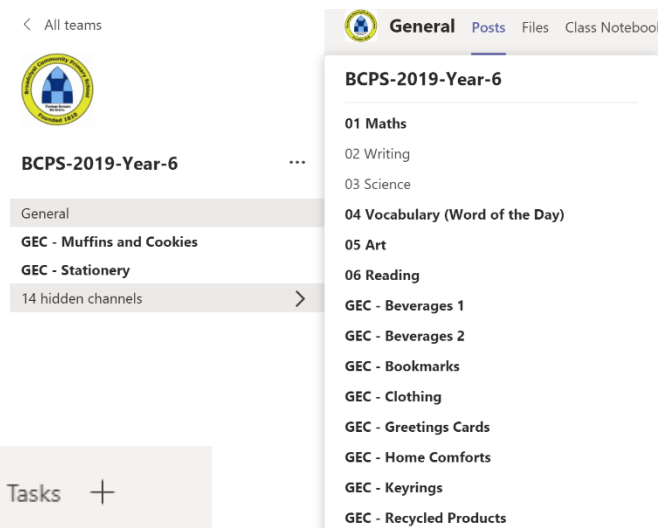 All teams
BCPS-2019-Year-6
...
General
GEC - Muffins and Cookies
GEC - Stationery
14 hidden channels
Tasks +
General Posts Files Class Notebook
BCPS-2019-Year-6
01 Maths
02 Writing
03 Science
04 Vocabulary (Word of the Day)
05 Art
06 Reading
GEC - Beverages 1
GEC - Beverages 2
GEC - Bookmarks
GEC - Clothing
GEC - Greetings Cards
GEC - Home Comforts
GEC - Keyrings
GEC - Recycled Products